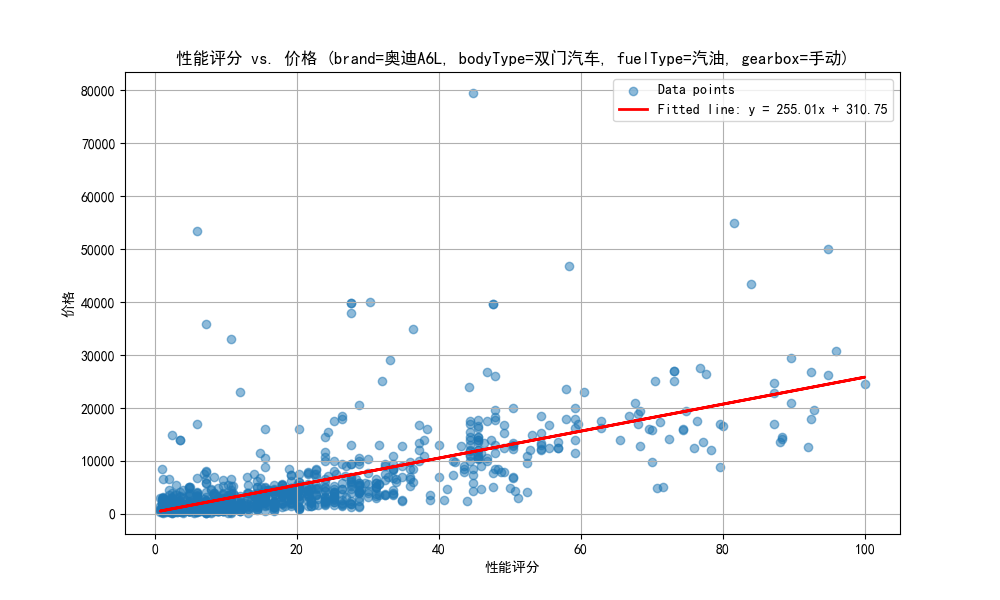 性能评分 vs. 价格 (brand=奥迪A6L, bodyType=双门汽车, fuelType=汽油, gearbox=手动)
Data points
Fitted line: y = 255.01x + 310.75
80000
70000
60000
50000
40000
30000
20000
10000
0
价格
0 20 40 60 80 100
性能评分